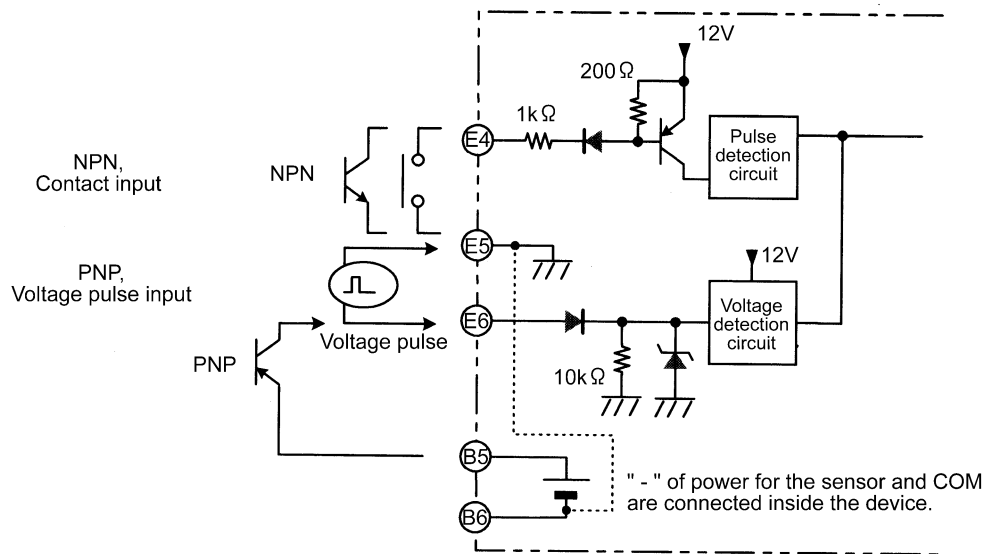 12V
200Ω
1kΩ
E4
Pulse
detection
circuit
NPN,
Contact input
NPN
E5
12V
PNP,
Voltage pulse input
E6
Voltage
detection
circuit
Voltage pulse
PNP
10kΩ
B5
" - " of power for the sensor and COM
are connected inside the device.
B6